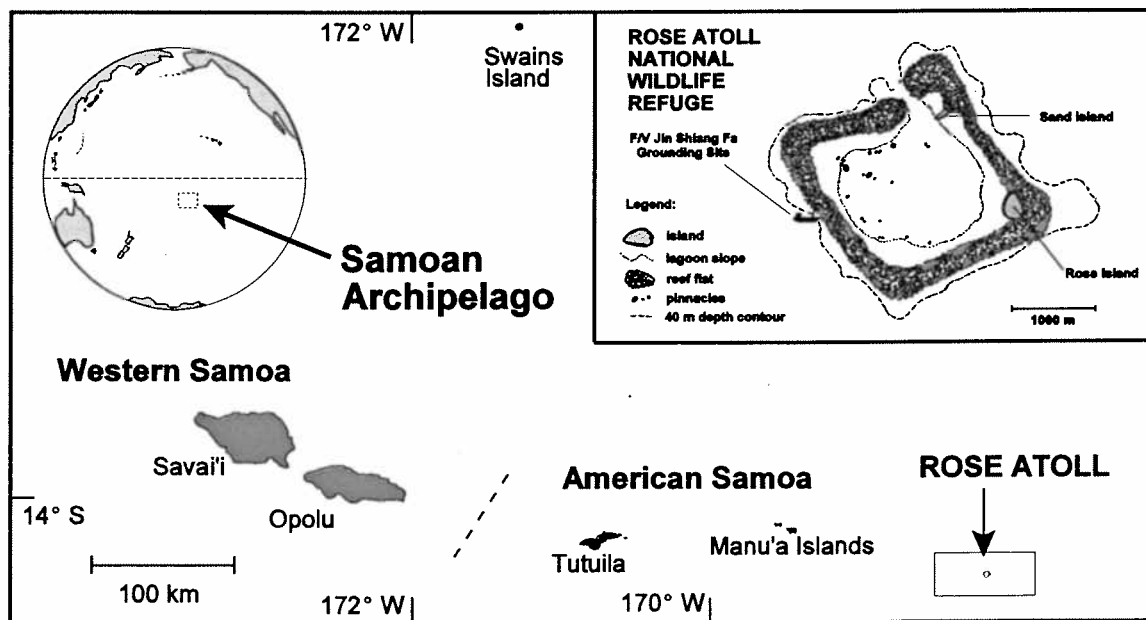 172° W
Swains
Island
Samoan
Archipelago
ROSE ATOLL
NATIONAL
WILDLIFE
REFUGE
F/V Jin Shiang Fa
Grounding Site
Legend:
island
lagoon slope
reef flat
pinnacles
40 m depth contour
Sand Island
Rose Island
1000 m
Western Samoa
Savai'i
Opolu
14° S
100 km
172° W
American Samoa
Tutuila
Manu'a Islands
170° W
ROSE ATOLL